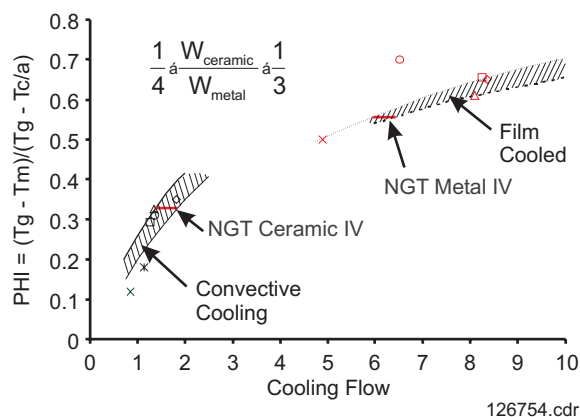 PHI = (Tg - Tm)/(Tg - Tc/a)
0.8
0.7
0.6
0.5
0.4
0.3
0.2
0.1
0
1/4 á W_ceramic/W_metal á 1/3
Film
Cooled
NGT Metal IV
NGT Ceramic IV
Convective
Cooling
0 1 2 3 4 5 6 7 8 9 10
Cooling Flow
126754.cdr